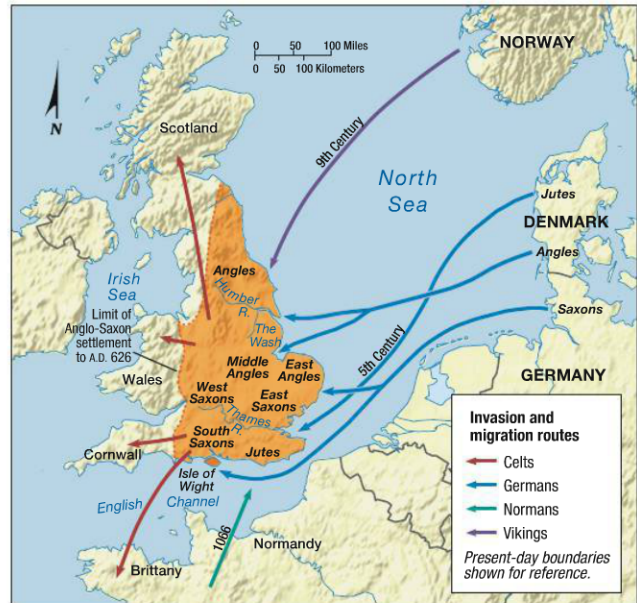 NORWAY
0 50 100 Miles
0 50 100 Kilometers
N
Scotland
9th Century
North
Sea
Jutes
DENMARK
Angles
Saxons
Irish
Sea
Angles
Humber
R.
The
Wash
5th Century
Limit of
Anglo-Saxon
settlement
to A.D. 626
Middle
Angles
East
Angles
GERMANY
Wales
West
Saxons
East
Saxons
Thames
R.
South
Saxons
Jutes
Cornwall
Isle of
Wight
English
Channel
1066
Normandy
Brittany
Invasion and
migration routes
Celts
Germans
Normans
Vikings
Present-day boundaries
shown for reference.